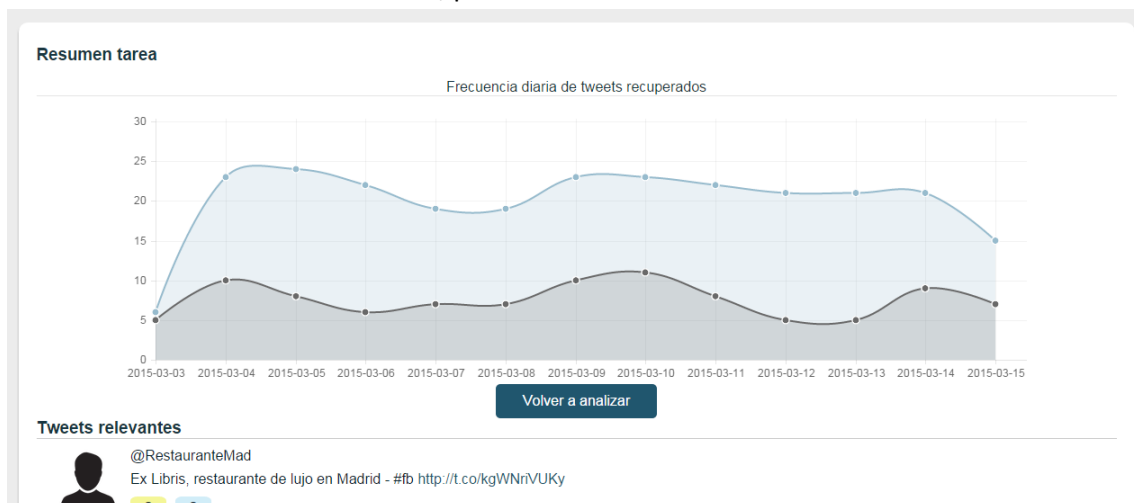 Resumen tarea
Frecuencia diaria de tweets recuperados
30
25
20
15
10
5
0
2015-03-03 2015-03-04 2015-03-05 2015-03-06 2015-03-07 2015-03-08 2015-03-09 2015-03-10 2015-03-11 2015-03-12 2015-03-13 2015-03-14 2015-03-15
Volver a analizar
Tweets relevantes
@RestauranteMad
Ex Libris, restaurante de lujo en Madrid - #fb http://t.co/kgWNriVUKy